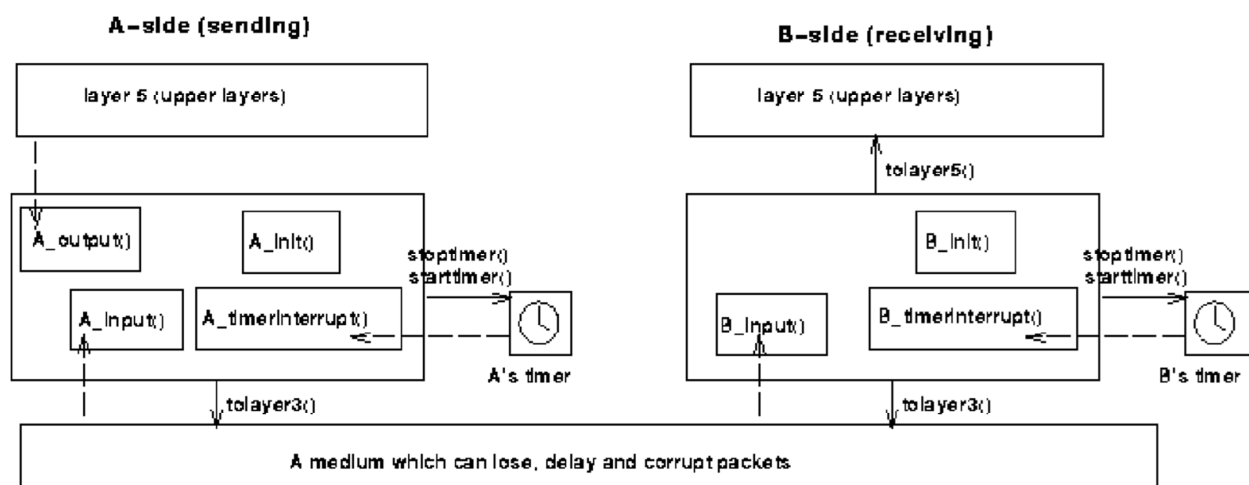 A-side (sending)
B-side (receiving)
layer 5 (upper layers)
layer 5 (upper layers)
tolayer5()
A_output()
A_init()
B_init()
stoptimer()
starttimer()
stoptimer()
starttimer()
A_input()
A_timerinterrupt()
B_input()
B_timerinterrupt()
A's timer
B's timer
tolayer3()
tolayer3()
A medium which can lose, delay and corrupt packets